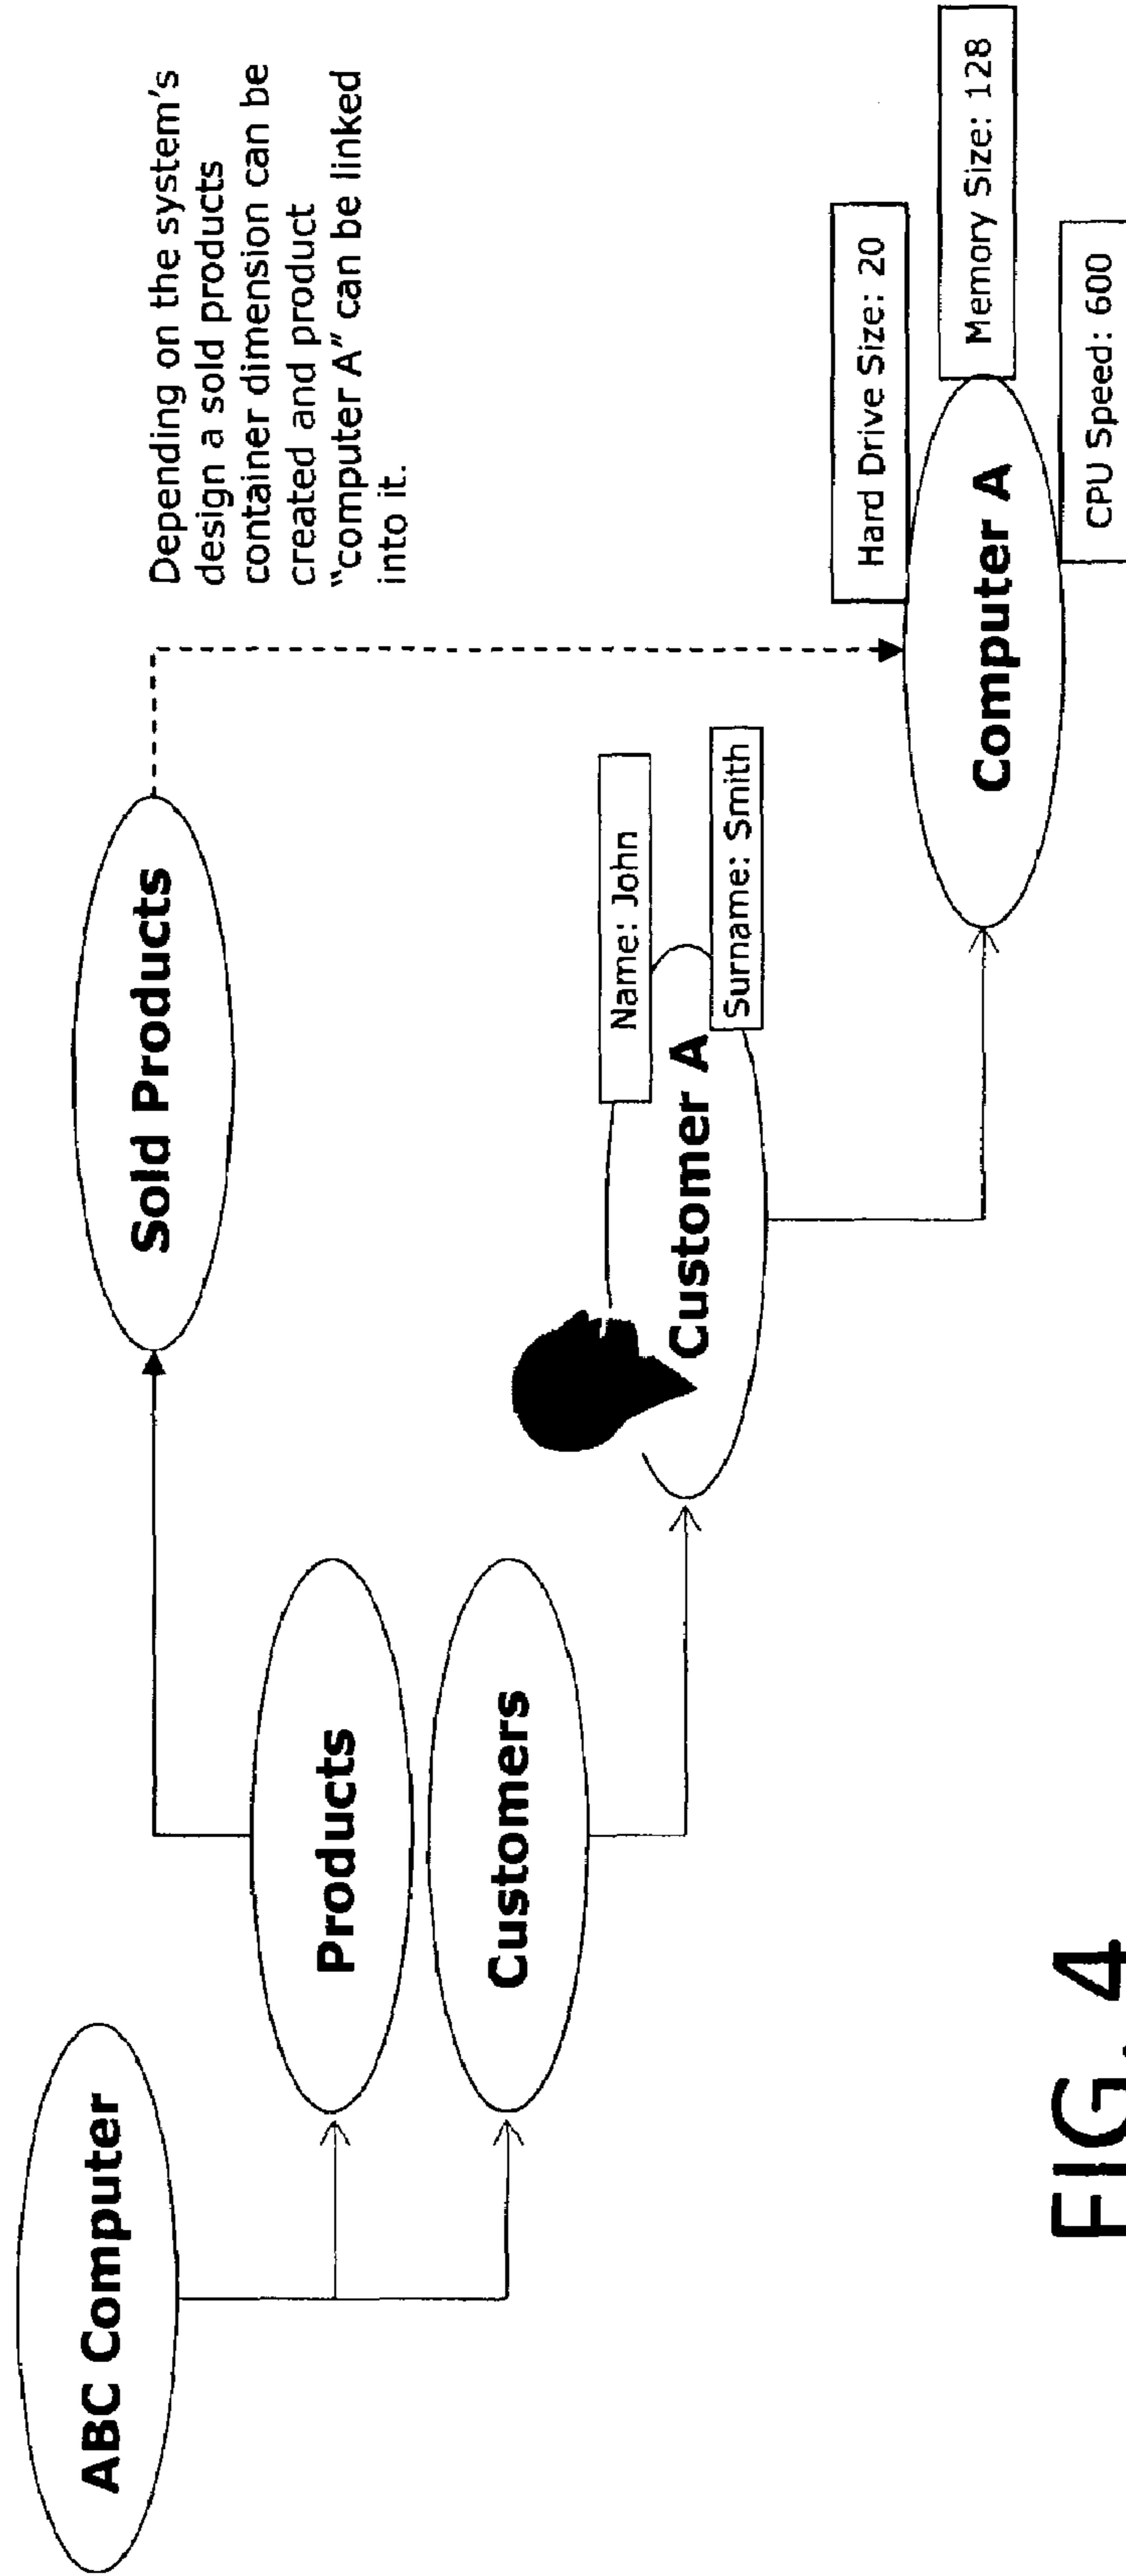 ABC Computer
Products
Customers
Sold Products
Depending on the system's
design a sold products
container dimension can be
created and product
"computer A" can be linked
into it.
Customer A
Name: John
Surname: Smith
Computer A
Hard Drive Size: 20
Memory Size: 128
CPU Speed: 600
FIG. 4